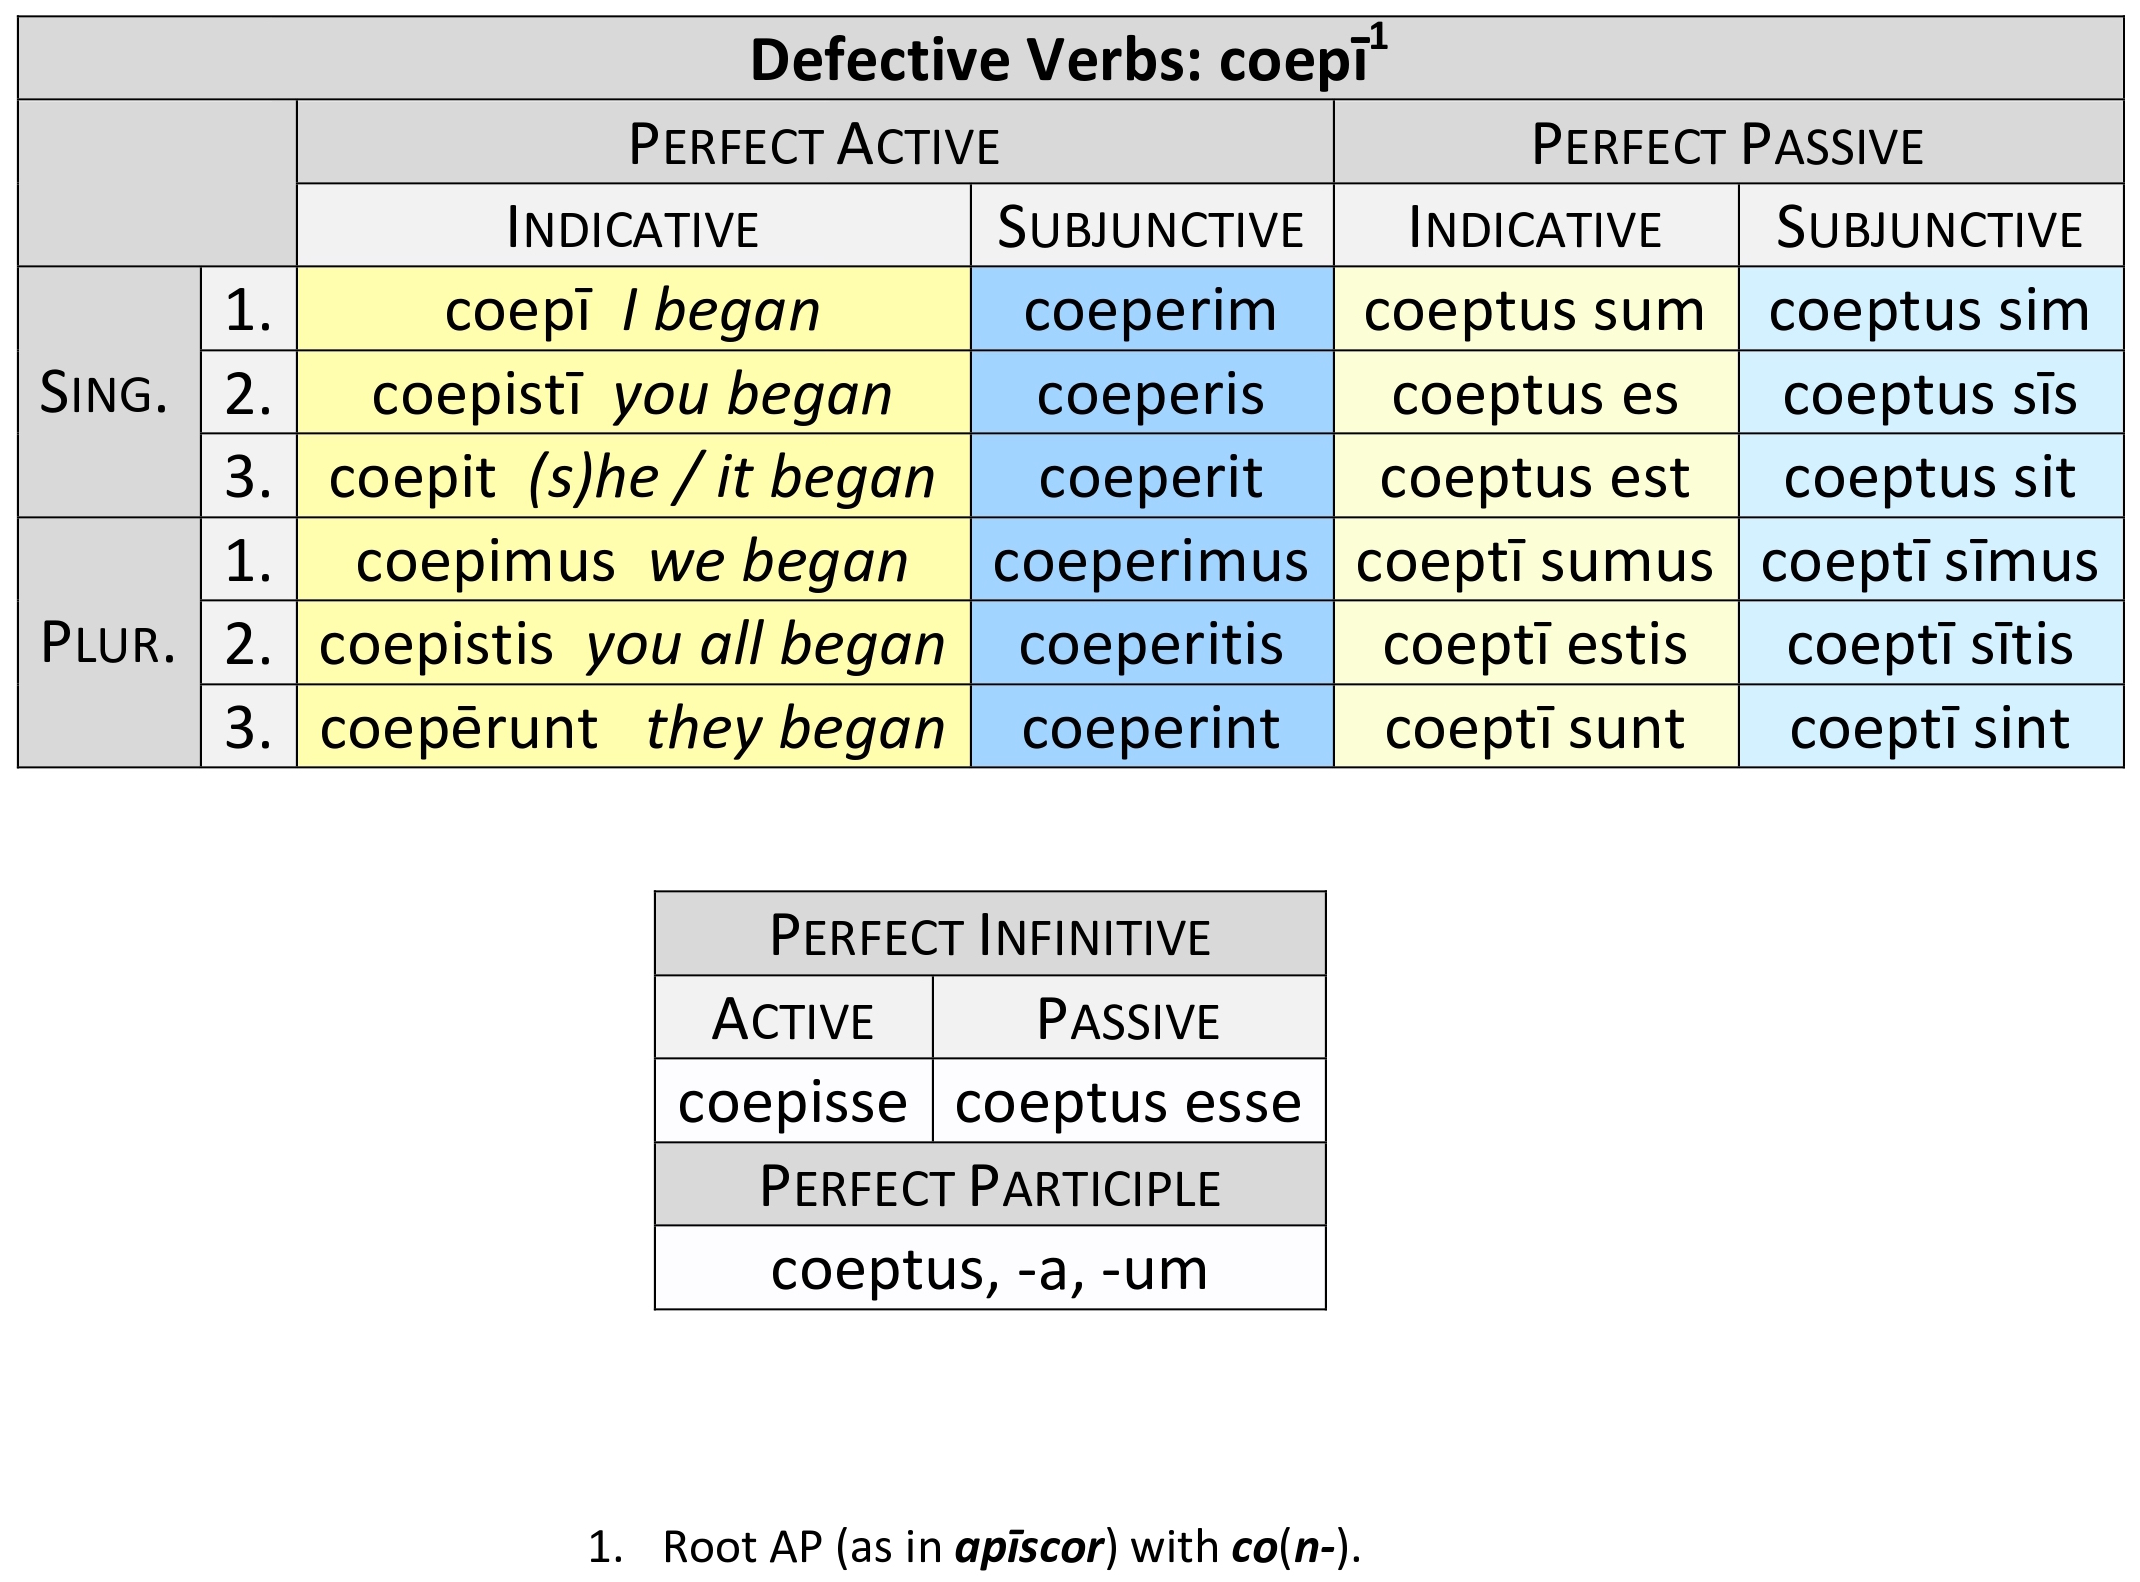 Defective Verbs: coepī¹
PERFECT ACTIVE PERFECT PASSIVE
INDICATIVE SUBJUNCTIVE INDICATIVE SUBJUNCTIVE
SING. 1. coepī I began coeperim coeptus sum coeptus sim
2. coepistī you began coeperis coeptus es coeptus sīs
3. coepit (s)he / it began coeperit coeptus est coeptus sit
PLUR. 1. coepimus we began coeperimus coeptī sumus coeptī sīmus
2. coepistis you all began coeperitis coeptī estis coeptī sītis
3. coepērunt they began coeperint coeptī sunt coeptī sint
PERFECT INFINITIVE
ACTIVE PASSIVE
coepisse coeptus esse
PERFECT PARTICIPLE
coeptus, -a, -um
1. Root AP (as in apīscor) with co(n-).